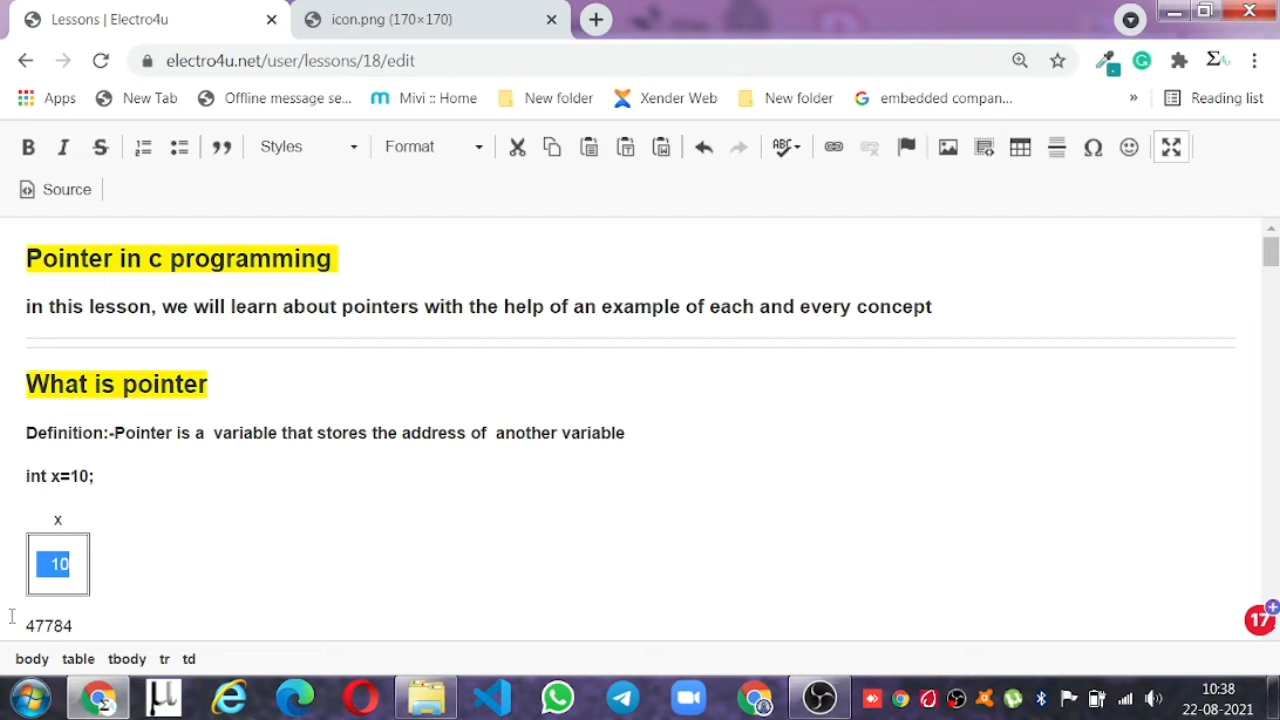 Lessons | Electro4u
icon.png (170×170)
electro4u.net/user/lessons/18/edit
Apps New Tab Offline message se... Mivi :: Home New folder Xender Web New folder embedded compan... » Reading list
B I S Styles Format ABC
Source
Pointer in c programming
in this lesson, we will learn about pointers with the help of an example of each and every concept
What is pointer
Definition:-Pointer is a variable that stores the address of another variable
int x=10;
x
10
47784
17
body table tbody tr td
10:38
22-08-2021